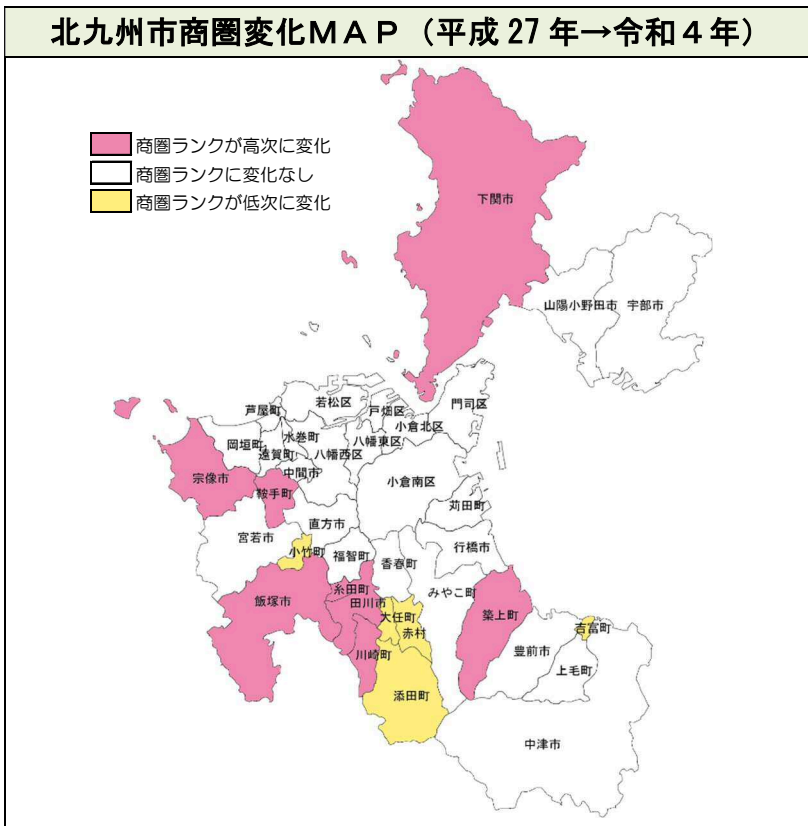 北九州市商圏変化MAP（平成27年→令和4年）
商圏ランクが高次に変化
商圏ランクに変化なし
商圏ランクが低次に変化
下関市
山陽小野田市
宇部市
若松区
戸畑区
門司区
芦屋町
小倉北区
水巻町
岡垣町
遠賀町
八幡西区
八幡東区
中間市
宗像市
鞍手町
小倉南区
苅田町
直方市
宮若市
小竹町
福智町
香春町
行橋市
みやこ町
糸田町
飯塚市
田川市
大任町
赤村
築上町
吉富町
豊前市
川崎町
上毛町
添田町
中津市